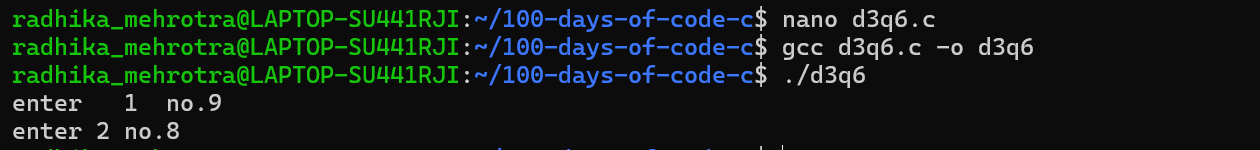 radhika_mehrotra@LAPTOP-SU441RJI:~/100-days-of-code-c$ nano d3q6.c
radhika_mehrotra@LAPTOP-SU441RJI:~/100-days-of-code-c$ gcc d3q6.c -o d3q6
radhika_mehrotra@LAPTOP-SU441RJI:~/100-days-of-code-c$ ./d3q6
enter   1  no.9
enter 2 no.8